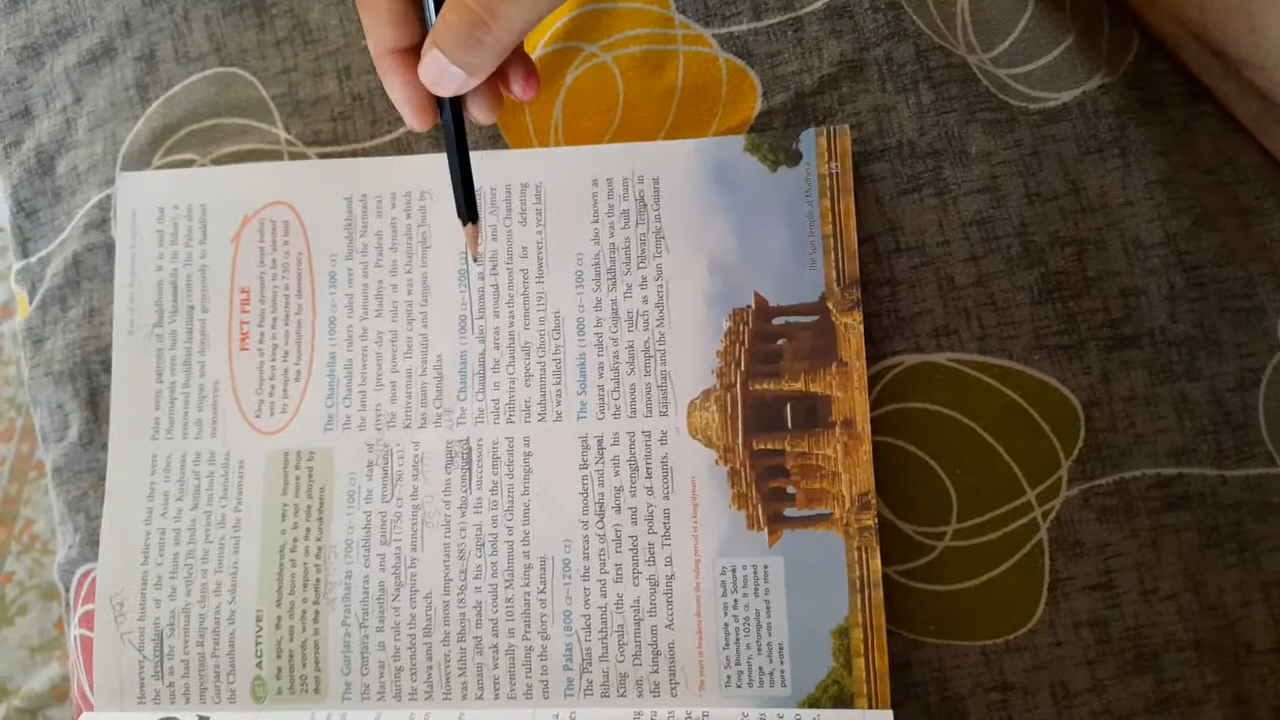 However, most historians believe that they were
the descendants of the Central Asian tribes,
such as the Sakas, the Huns and the Kushanas,
who had eventually settled in India. Some of the
important Rajput clans of the period include the
Gurjara-Pratiharas, the Tomars, the Chandellas,
the Chauhans, the Solankis, and the Paramaras.
ACTIVE!
In the epic, the Mahabharata, a very important
character was also born of fire. In not more than
250 words, write a report on the role played by
that person in the Battle of the Kurukshetra.
The Gurjara-Pratiharas (700 CE–1100 CE)
The Gurjara-Pratiharas established the state of
Marwar in Rajasthan and gained prominence
during the rule of Nagabhata I (750 CE–780 CE).*
He extended the empire by annexing the states of
Malwa and Bharuch.
However, the most important ruler of this empire
was Mihir Bhoja (836 CE–885 CE) who conquered
Kanauj and made it his capital. His successors
were weak and could not hold on to the empire.
Eventually in 1018, Mahmud of Ghazni defeated
the ruling Pratihara king at the time, bringing an
end to the glory of Kanauj.
The Palas (800 CE–1200 CE)
The Palas ruled over the areas of modern Bengal,
Bihar, Jharkhand, and parts of Odisha and Nepal.
King Gopala (the first ruler) along with his
son, Dharmapala, expanded and strengthened
the kingdom through their policy of territorial
expansion. According to Tibetan accounts, the
*The years in brackets denote the ruling period of a king/dynasty
The Sun Temple was built by
King Bhimdeva of the Solanki
dynasty, in 1026 CE. It has a
large rectangular stepped
tank, which was used to store
pure water.
Palas were patrons of Buddhism. It is said that
Dharmapala even built Vikramshila (in Bihar), a
renowned Buddhist learning centre. The Palas also
built stupas and donated generously to Buddhist
monasteries.
FACT FILE
King Gopala of the Pala dynasty (east India)
was the first king in the history to be 'elected'
by people. He was elected in 750 CE. It laid
the foundation for democracy.
The Chandellas (1000 CE–1300 CE)
The Chandella rulers ruled over Bundelkhand,
the land between the Yamuna and the Narmada
rivers (present-day Madhya Pradesh area).
The most powerful ruler of this dynasty was
Kirtivarman. Their capital was Khajuraho which
has many beautiful and famous temples built by
the Chandellas.
The Chauhans (1000 CE–1200 CE)
The Chauhans, also known as the
ruled in the areas around Delhi and Ajmer.
Prithviraj Chauhan was the most famous Chauhan
ruler, especially remembered for defeating
Muhammad Ghori in 1191. However, a year later,
he was killed by Ghori.
The Solankis (1000 CE–1300 CE)
Gujarat was ruled by the Solankis, also known as
the Chalukyas of Gujarat. Siddharaja was the most
famous Solanki ruler. The Solankis built many
famous temples, such as the Dilwara Temples in
Rajasthan and the Modhera Sun Temple in Gujarat.
The Sun Temple at Modhera